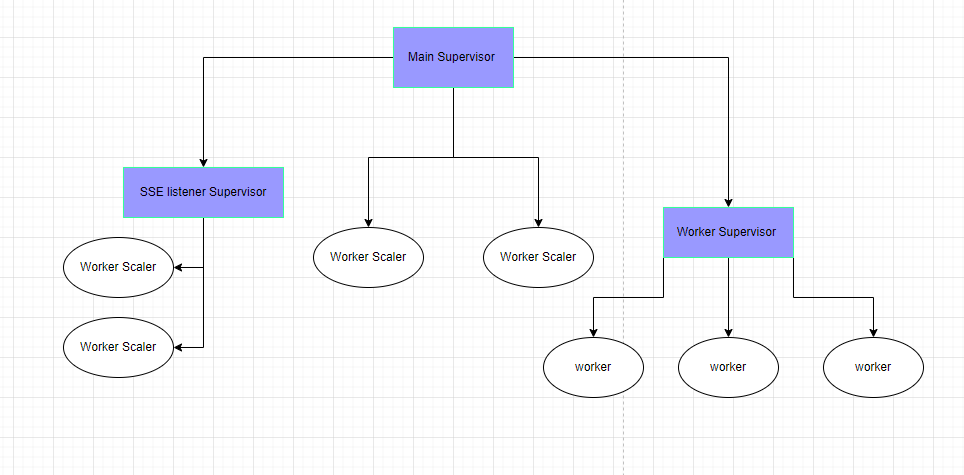 Main Supervisor
SSE listener Supervisor
Worker Scaler
Worker Scaler
Worker Scaler
Worker Scaler
Worker Supervisor
worker
worker
worker